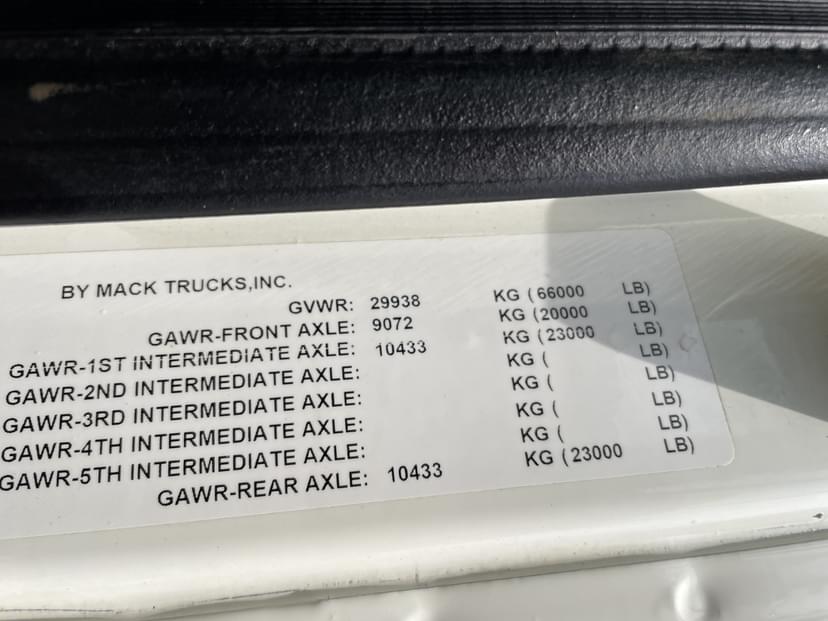 BY MACK TRUCKS,INC.
GVWR: 29938 KG (66000 LB)
GAWR-FRONT AXLE: 9072 KG (20000 LB)
GAWR-1ST INTERMEDIATE AXLE: 10433 KG (23000 LB)
GAWR-2ND INTERMEDIATE AXLE: KG ( LB)
GAWR-3RD INTERMEDIATE AXLE: KG ( LB)
GAWR-4TH INTERMEDIATE AXLE: KG ( LB)
GAWR-5TH INTERMEDIATE AXLE: KG ( LB)
GAWR-REAR AXLE: 10433 KG (23000 LB)